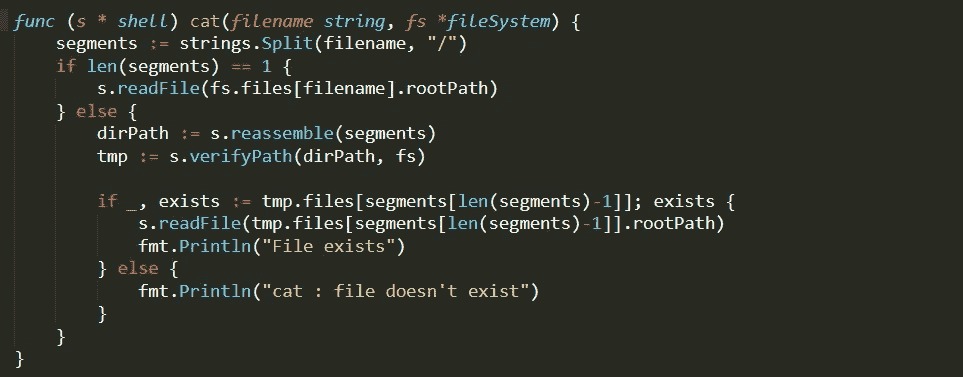 func (s * shell) cat(filename string, fs *fileSystem) {
    segments := strings.Split(filename, "/")
    if len(segments) == 1 {
        s.readFile(fs.files[filename].rootPath)
    } else {
        dirPath := s.reassemble(segments)
        tmp := s.verifyPath(dirPath, fs)

        if _, exists := tmp.files[segments[len(segments)-1]]; exists {
            s.readFile(tmp.files[segments[len(segments)-1]].rootPath)
            fmt.Println("File exists")
        } else {
            fmt.Println("cat : file doesn't exist")
        }
    }
}